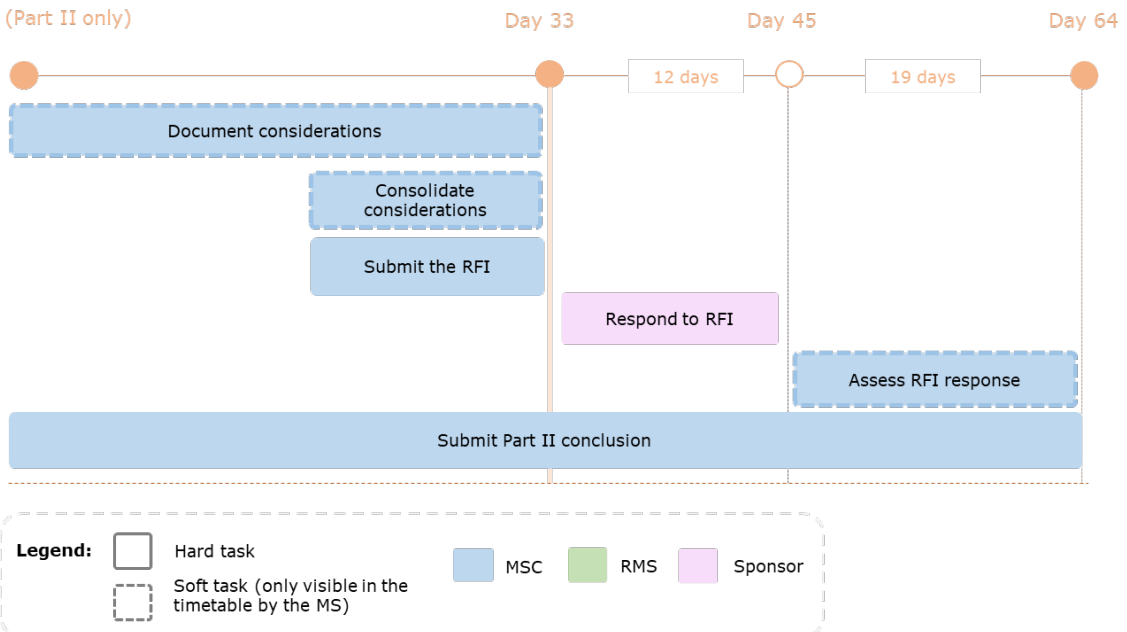 (Part II only)
Day 33
Day 45
Day 64
12 days
19 days
Document considerations
Consolidate
considerations
Submit the RFI
Respond to RFI
Assess RFI response
Submit Part II conclusion
Legend:
Hard task
Soft task (only visible in the
timetable by the MS)
MSC
RMS
Sponsor